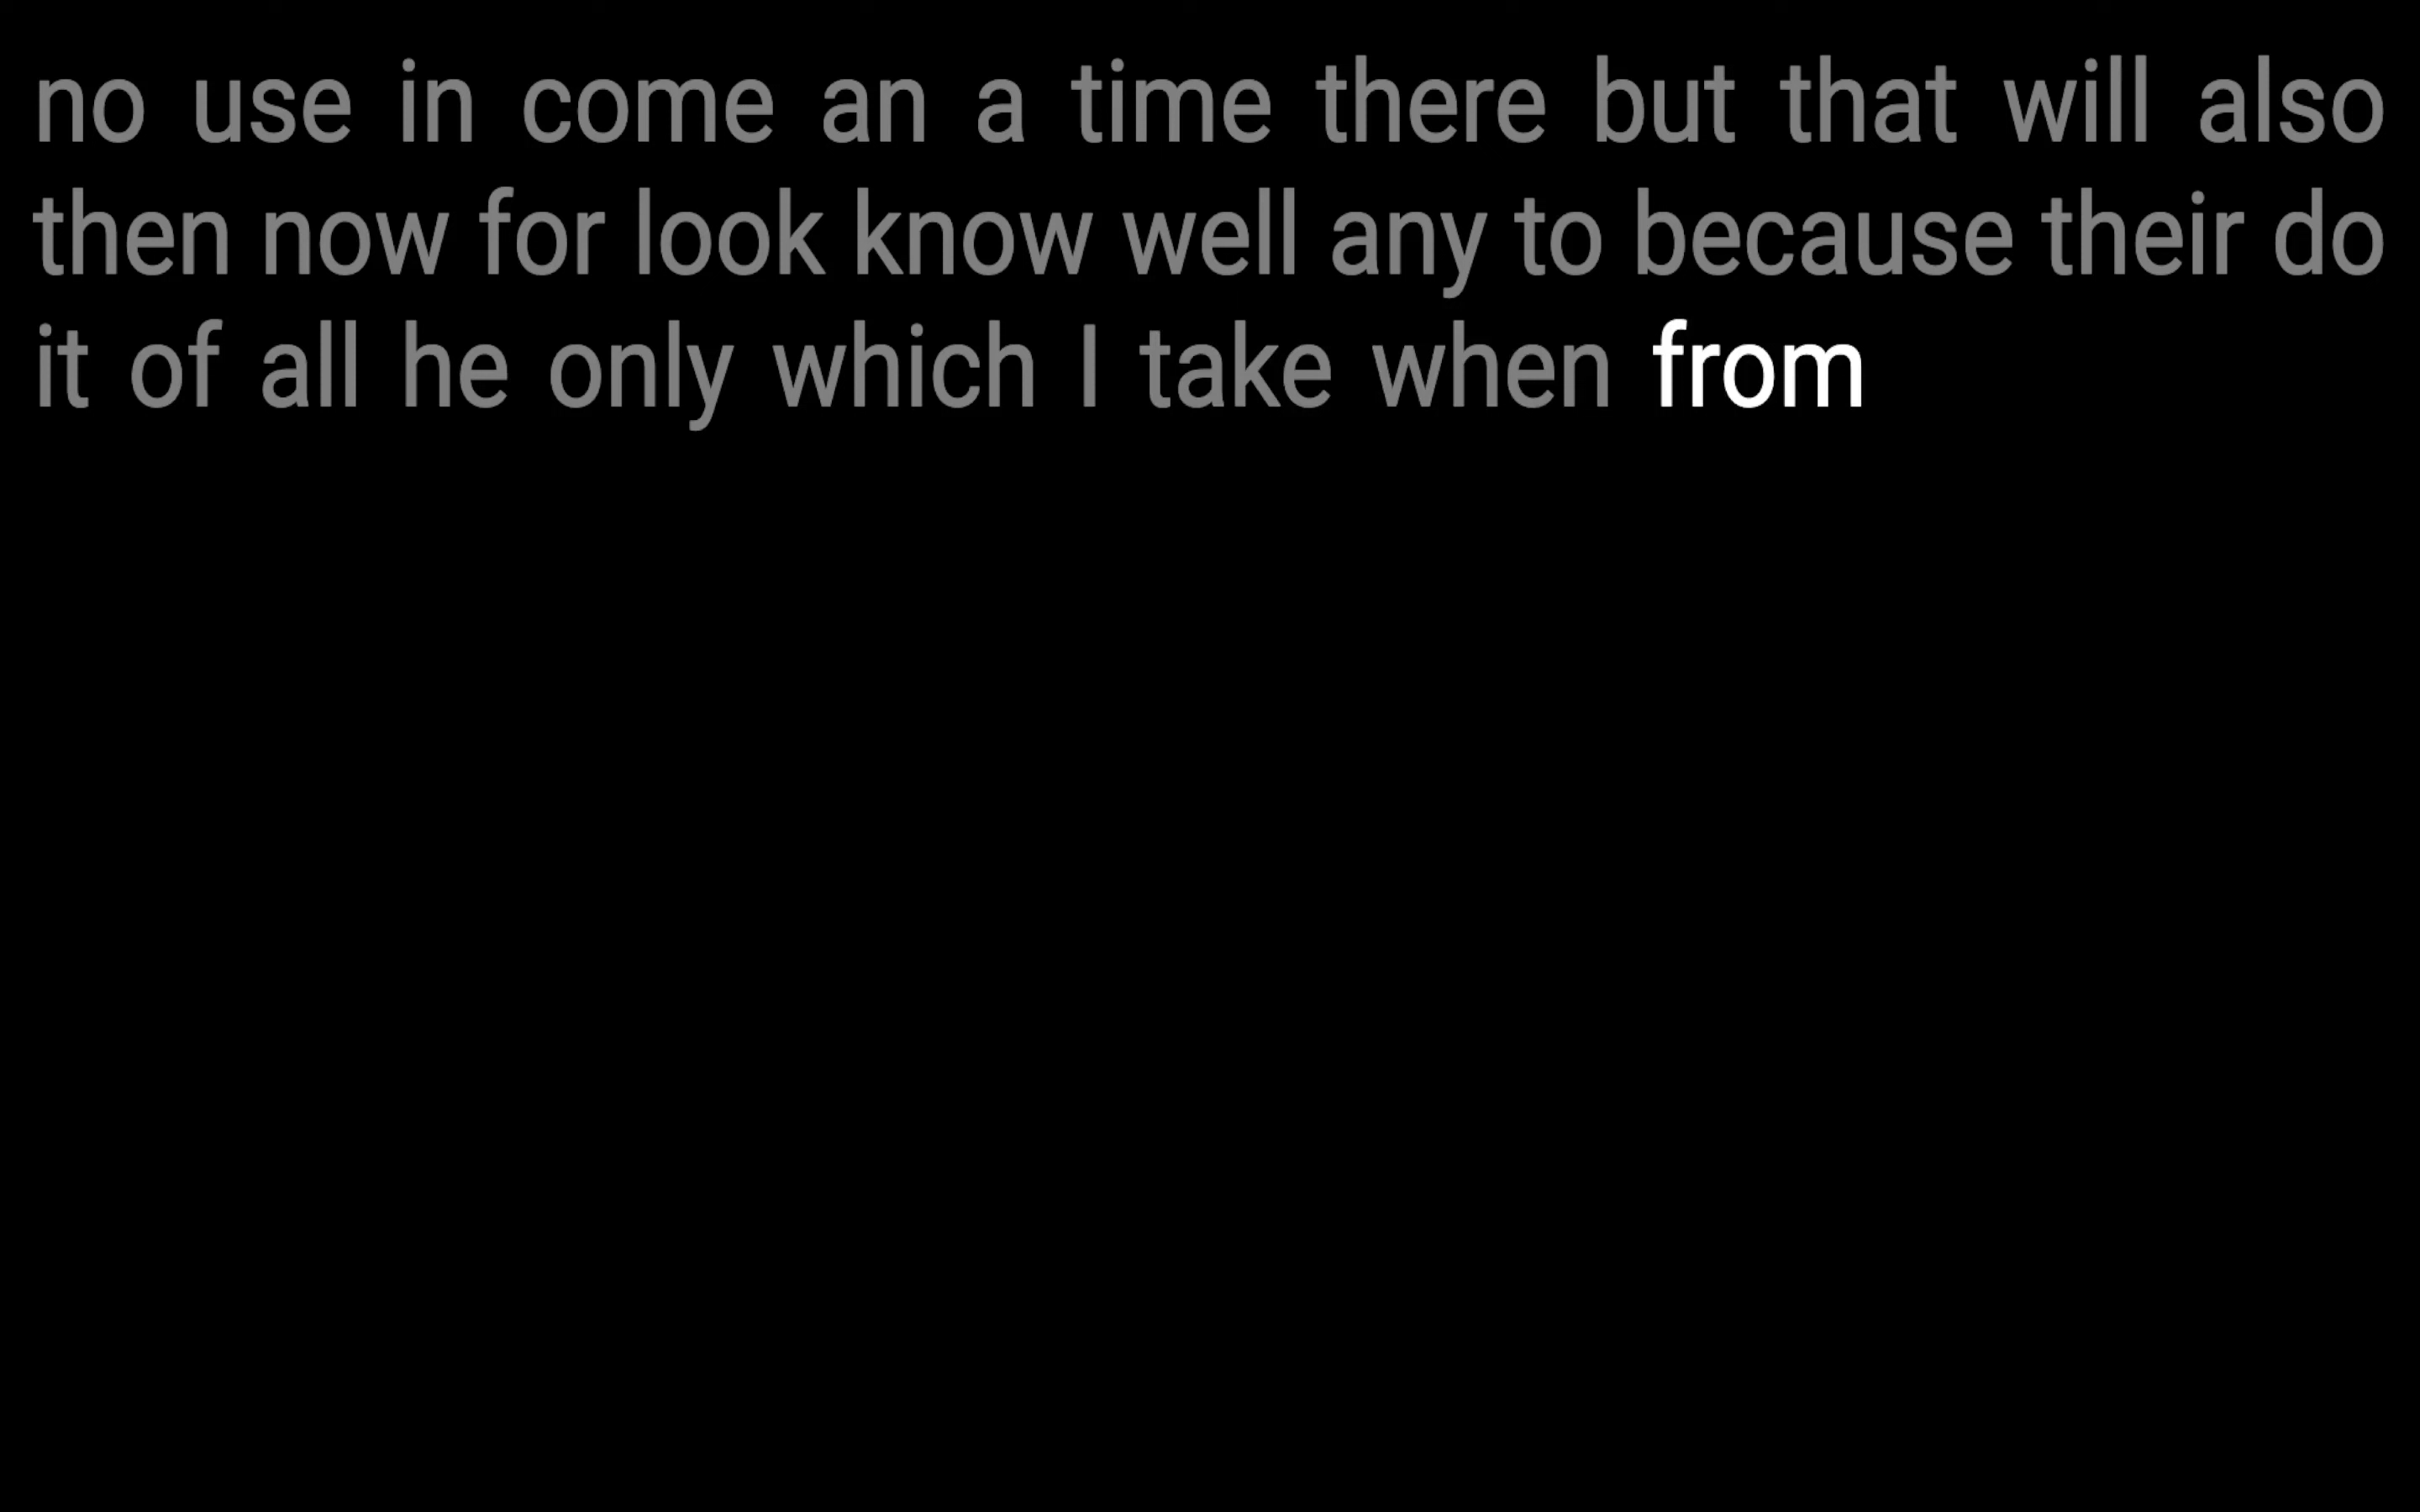 no use in come an a time there but that will also
then now for look know well any to because their do
it of all he only which I take when from